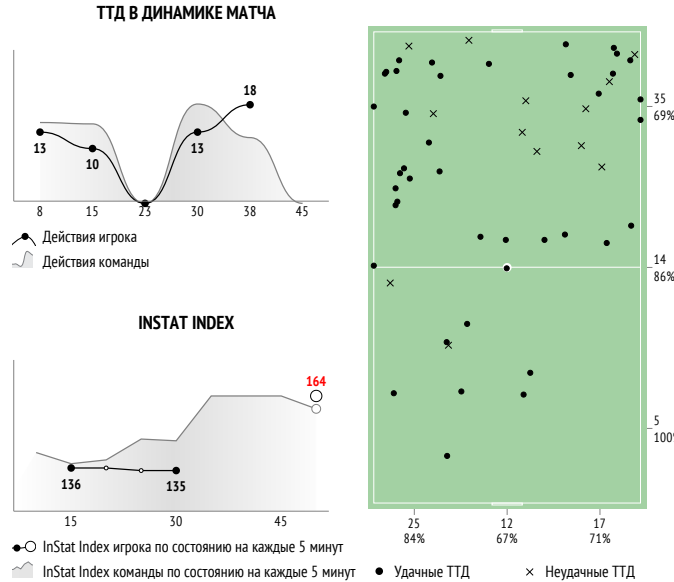 ТТД В ДИНАМИКЕ МАТЧА
18
13
10
13
8 15 23 30 38 45
Действия игрока
Действия команды
INSTAT INDEX
164
136
135
15 30 45
InStat Index игрока по состоянию на каждые 5 минут
InStat Index команды по состоянию на каждые 5 минут
35
69%
14
86%
5
100%
25 12 17
84% 67% 71%
Удачные ТТД
Неудачные ТТД